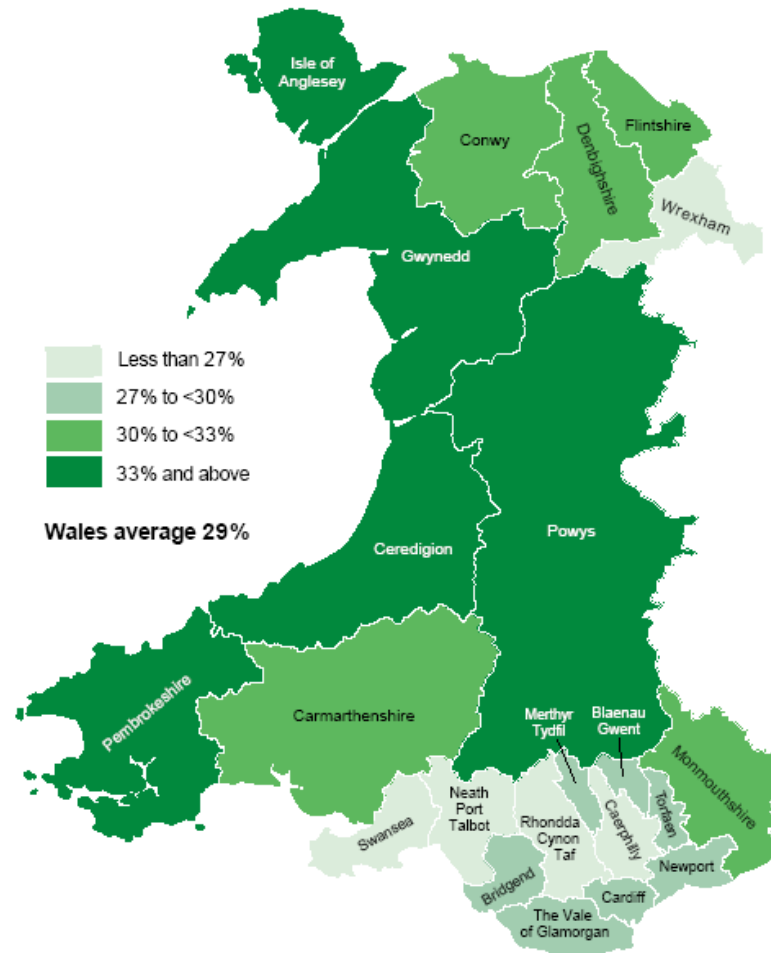 Isle of
Anglesey
Conwy
Denbighshire
Flintshire
Wrexham
Gwynedd
Less than 27%
27% to <30%
30% to <33%
33% and above
Wales average 29%
Ceredigion
Powys
Pembrokeshire
Carmarthenshire
Merthyr
Tydfil
Blaenau
Gwent
Monmouthshire
Swansea
Neath
Port
Talbot
Rhondda
Cynon
Taf
Caerphilly
Torfaen
Newport
Bridgend
Cardiff
The Vale
of Glamorgan